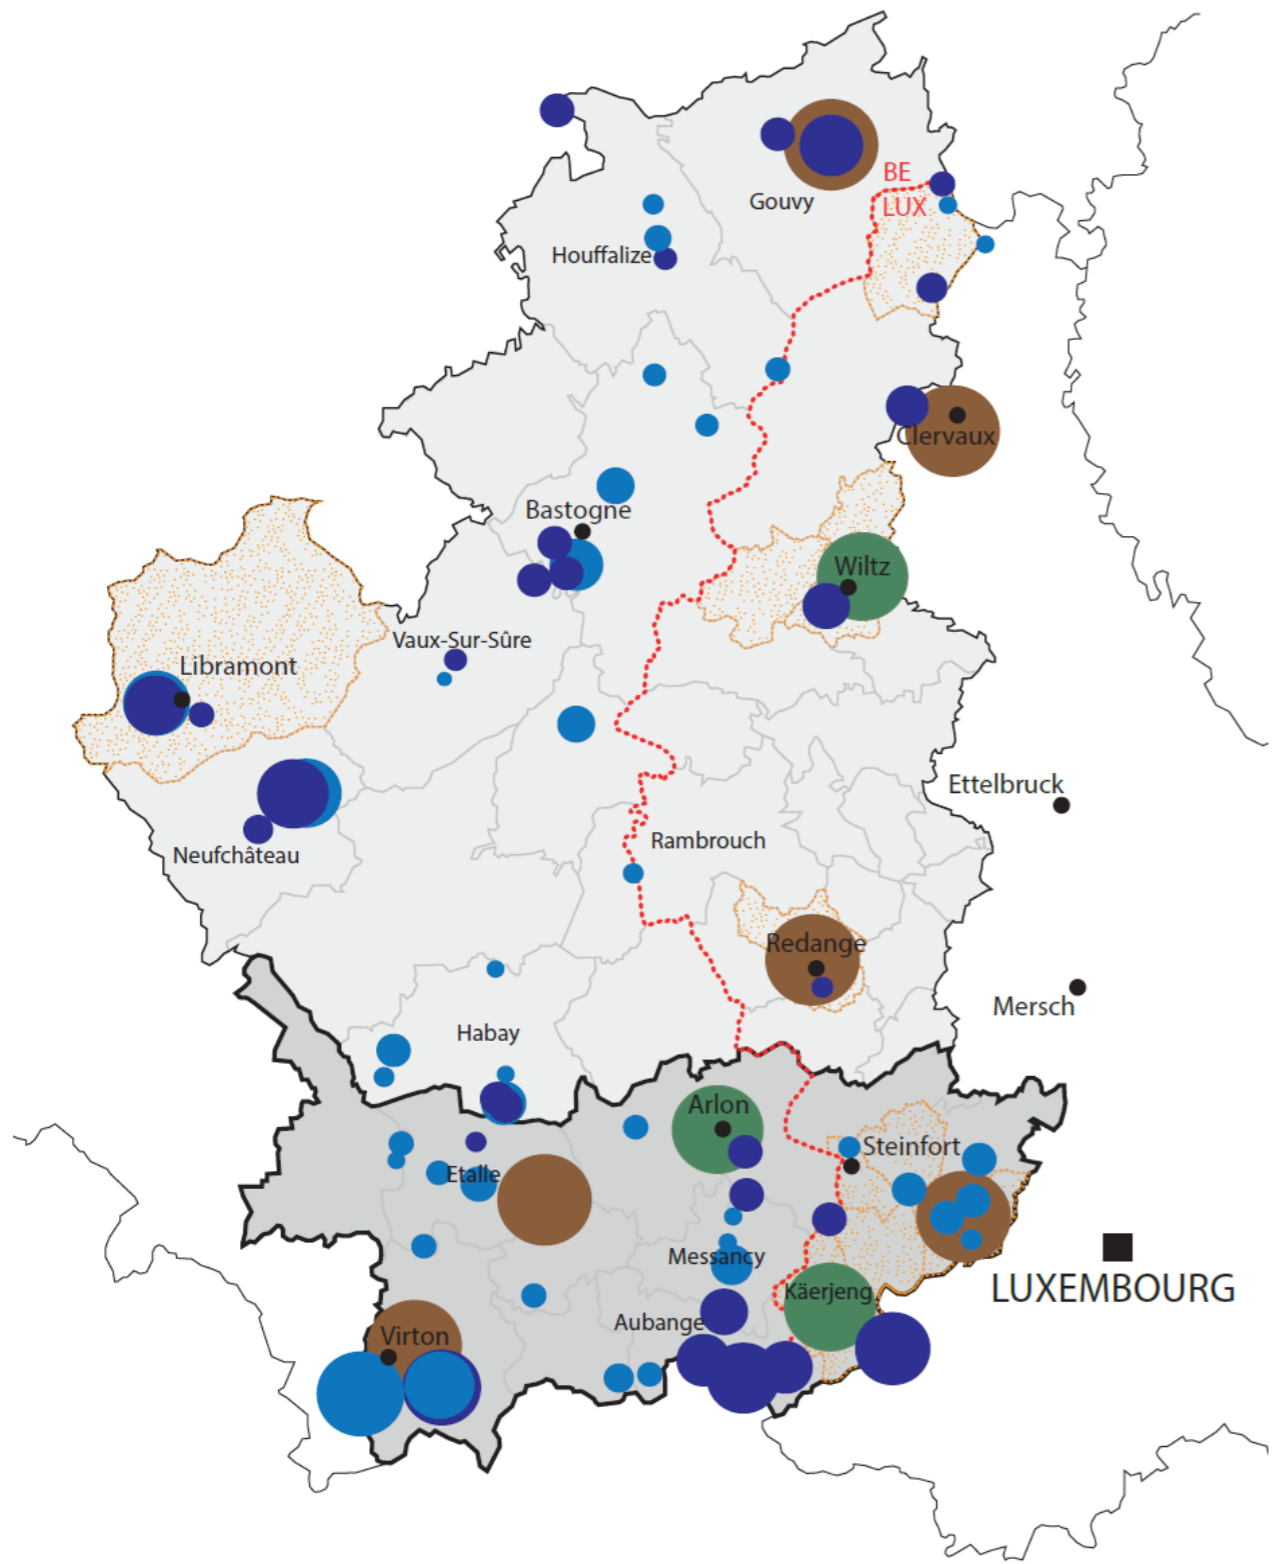 BE
Gouvy
LUX
Houffalize
Clervaux
Bastogne
Wiltz
Vaux-Sur-Sûre
Libramont
Ettelbruck
Rambrouch
Neufchâteau
Redange
Mersch
Habay
Arlon
Steinfort
Etalle
Messancy
LUXEMBOURG
Käerjeng
Aubange
Virton